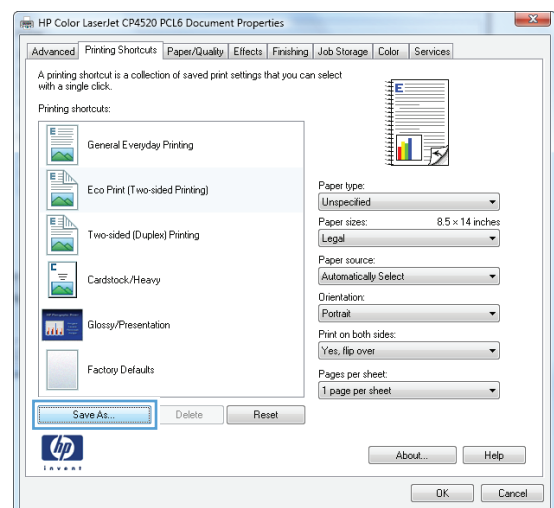 HP Color LaserJet CP4520 PCL6 Document Properties
Advanced Printing Shortcuts Paper/Quality Effects Finishing Job Storage Color Services
A printing shortcut is a collection of saved print settings that you can select
with a single click.
Printing shortcuts:
General Everyday Printing
Eco Print (Two-sided Printing)
Two-sided (Duplex) Printing
Cardstock/Heavy
Glossy/Presentation
Factory Defaults
Save As... Delete Reset
E
Paper type:
Unspecified
Paper sizes: 8.5 × 14 inches
Legal
Paper source:
Automatically Select
Orientation:
Portrait
Print on both sides:
Yes, flip over
Pages per sheet:
1 page per sheet
hp
invent
About... Help
OK Cancel